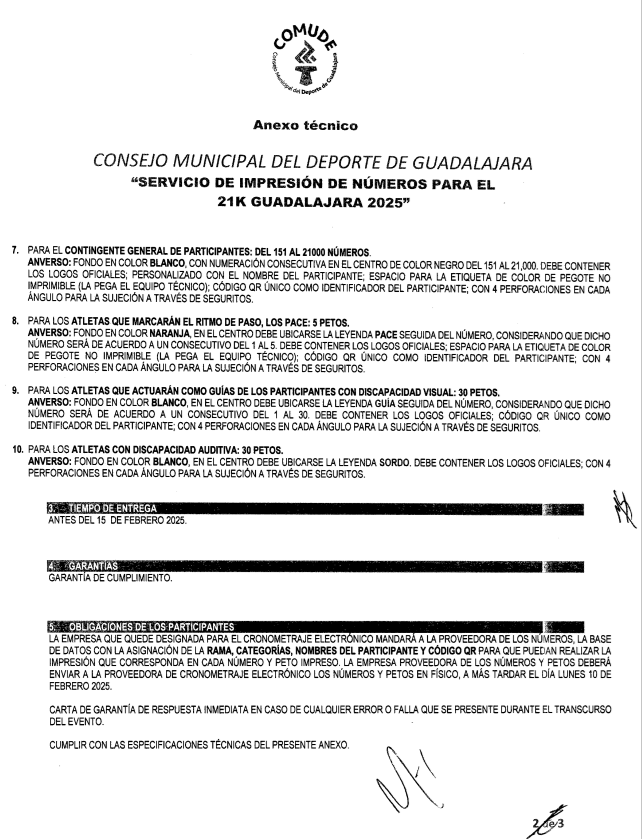 COMUDE
Consejo Municipal del Deporte de Guadalajara
Anexo técnico
CONSEJO MUNICIPAL DEL DEPORTE DE GUADALAJARA
“SERVICIO DE IMPRESIÓN DE NÚMEROS PARA EL
21K GUADALAJARA 2025”
7. PARA EL CONTINGENTE GENERAL DE PARTICIPANTES: DEL 151 AL 21000 NÚMEROS.
ANVERSO: FONDO EN COLOR BLANCO, CON NUMERACIÓN CONSECUTIVA EN EL CENTRO DE COLOR NEGRO DEL 151 AL 21,000. DEBE CONTENER
LOS LOGOS OFICIALES; PERSONALIZADO CON EL NOMBRE DEL PARTICIPANTE; ESPACIO PARA LA ETIQUETA DE COLOR DE PEGOTE NO
IMPRIMIBLE (LA PEGA EL EQUIPO TÉCNICO); CÓDIGO QR ÚNICO COMO IDENTIFICADOR DEL PARTICIPANTE; CON 4 PERFORACIONES EN CADA
ÁNGULO PARA LA SUJECIÓN A TRAVÉS DE SEGURITOS.
8. PARA LOS ATLETAS QUE MARCARÁN EL RITMO DE PASO, LOS PACE: 5 PETOS.
ANVERSO: FONDO EN COLOR NARANJA, EN EL CENTRO DEBE UBICARSE LA LEYENDA PACE SEGUIDA DEL NÚMERO, CONSIDERANDO QUE DICHO
NÚMERO SERÁ DE ACUERDO A UN CONSECUTIVO DEL 1 AL 5. DEBE CONTENER LOS LOGOS OFICIALES; ESPACIO PARA LA ETIQUETA DE COLOR
DE PEGOTE NO IMPRIMIBLE (LA PEGA EL EQUIPO TÉCNICO); CÓDIGO QR ÚNICO COMO IDENTIFICADOR DEL PARTICIPANTE; CON 4
PERFORACIONES EN CADA ÁNGULO PARA LA SUJECIÓN A TRAVÉS DE SEGURITOS.
9. PARA LOS ATLETAS QUE ACTUARÁN COMO GUÍAS DE LOS PARTICIPANTES CON DISCAPACIDAD VISUAL: 30 PETOS.
ANVERSO: FONDO EN COLOR BLANCO, EN EL CENTRO DEBE UBICARSE LA LEYENDA GUÍA SEGUIDA DEL NÚMERO, CONSIDERANDO QUE DICHO
NÚMERO SERÁ DE ACUERDO A UN CONSECUTIVO DEL 1 AL 30. DEBE CONTENER LOS LOGOS OFICIALES; CÓDIGO QR ÚNICO COMO
IDENTIFICADOR DEL PARTICIPANTE; CON 4 PERFORACIONES EN CADA ÁNGULO PARA LA SUJECIÓN A TRAVÉS DE SEGURITOS.
10. PARA LOS ATLETAS CON DISCAPACIDAD AUDITIVA: 30 PETOS.
ANVERSO: FONDO EN COLOR BLANCO, EN EL CENTRO DEBE UBICARSE LA LEYENDA SORDO. DEBE CONTENER LOS LOGOS OFICIALES; CON 4
PERFORACIONES EN CADA ÁNGULO PARA LA SUJECIÓN A TRAVÉS DE SEGURITOS.
3. TIEMPO DE ENTREGA
ANTES DEL 15 DE FEBRERO 2025.
4. GARANTÍAS
GARANTÍA DE CUMPLIMIENTO.
5. OBLIGACIONES DE LOS PARTICIPANTES
LA EMPRESA QUE QUEDE DESIGNADA PARA EL CRONOMETRAJE ELECTRÓNICO MANDARÁ A LA PROVEEDORA DE LOS NÚMEROS, LA BASE
DE DATOS CON LA ASIGNACIÓN DE LA RAMA, CATEGORÍAS, NOMBRES DEL PARTICIPANTE Y CÓDIGO QR PARA QUE PUEDAN REALIZAR LA
IMPRESIÓN QUE CORRESPONDA EN CADA NÚMERO Y PETO IMPRESO. LA EMPRESA PROVEEDORA DE LOS NÚMEROS Y PETOS DEBERÁ
ENVIAR A LA PROVEEDORA DE CRONOMETRAJE ELECTRÓNICO LOS NÚMEROS Y PETOS EN FÍSICO, A MÁS TARDAR EL DÍA LUNES 10 DE
FEBRERO 2025.
CARTA DE GARANTÍA DE RESPUESTA INMEDIATA EN CASO DE CUALQUIER ERROR O FALLA QUE SE PRESENTE DURANTE EL TRANSCURSO
DEL EVENTO.
CUMPLIR CON LAS ESPECIFICACIONES TÉCNICAS DEL PRESENTE ANEXO.
2 de 3